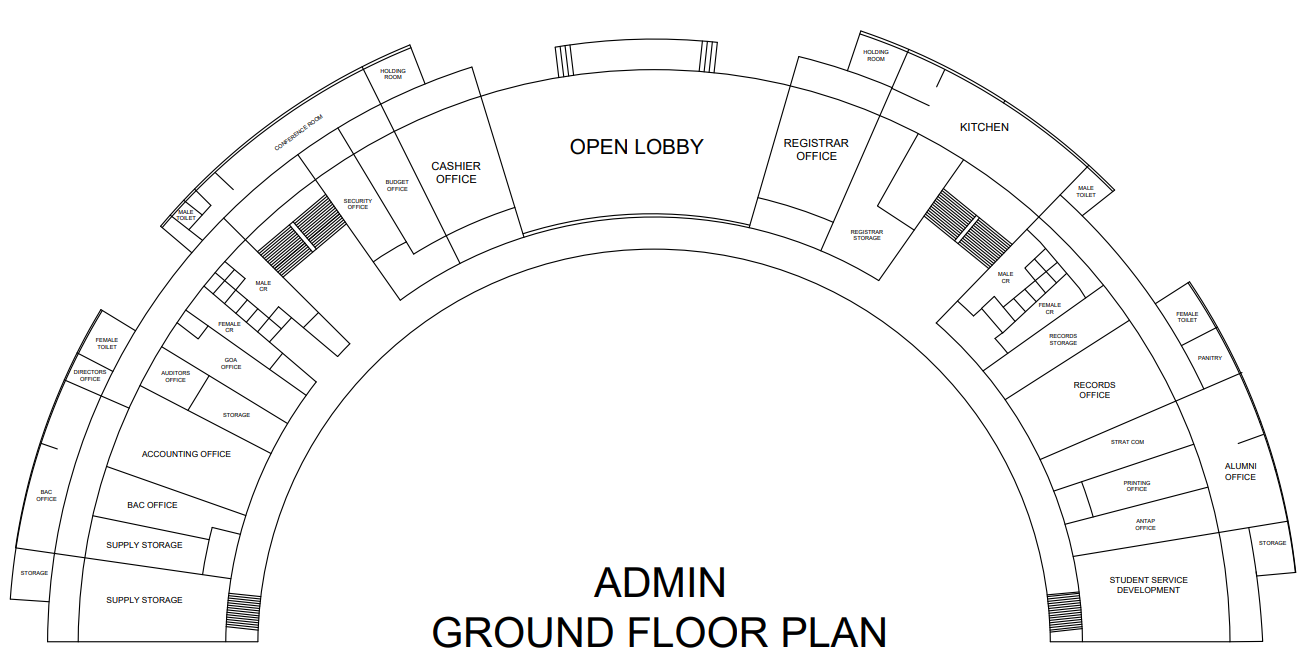 HOLDING
ROOM
CONFERENCE ROOM
MALE
TOILET
CASHIER
OFFICE
BUDGET
OFFICE
SECURITY
OFFICE
OPEN LOBBY
REGISTRAR
OFFICE
HOLDING
ROOM
KITCHEN
MALE
TOILET
REGISTRAR
STORAGE
MALE
CR
FEMALE
CR
GOA
OFFICE
AUDITORS
OFFICE
STORAGE
FEMALE
TOILET
DIRECTORS
OFFICE
ACCOUNTING OFFICE
BAC
OFFICE
BAC OFFICE
SUPPLY STORAGE
STORAGE
SUPPLY STORAGE
MALE
CR
FEMALE
CR
RECORDS
STORAGE
RECORDS
OFFICE
FEMALE
TOILET
PANITRY
STRAT COM
ALUMNI
OFFICE
PRINTING
OFFICE
ANTAP
OFFICE
STORAGE
STUDENT SERVICE
DEVELOPMENT
ADMIN
GROUND FLOOR PLAN